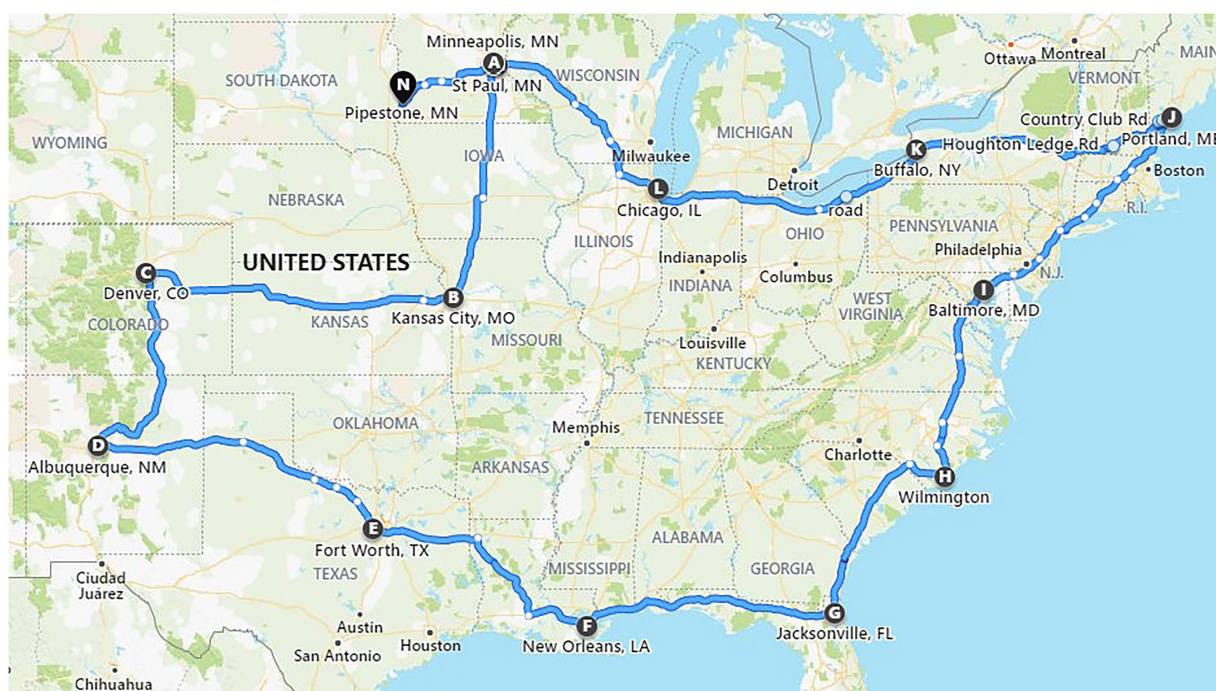 Ottawa
Montreal
MAIN
Minneapolis, MN
A
WISCONSIN
VERMONT
SOUTH DAKOTA
N
St Paul, MN
Pipestone, MN
Country Club Rd
J
MICHIGAN
Houghton Ledge Rd
Portland, ME
WYOMING
IOWA
Milwaukee
K
Buffalo, NY
Boston
Detroit
L
NEBRASKA
Chicago, IL
road
R.I.
PENNSYLVANIA
OHIO
ILLINOIS
Philadelphia
UNITED STATES
Indianapolis
Columbus
N.J.
C
INDIANA
Denver, CO
B
I
WEST
VIRGINIA
Baltimore, MD
Kansas City, MO
COLORADO
KANSAS
MISSOURI
Louisville
KENTUCKY
TENNESSEE
OKLAHOMA
Memphis
D
Charlotte
Albuquerque, NM
ARKANSAS
H
Wilmington
E
Fort Worth, TX
ALABAMA
MISSISSIPPI
GEORGIA
TEXAS
Ciudad
Juárez
G
Austin
F
Jacksonville, FL
San Antonio
Houston
New Orleans, LA
Chihuahua